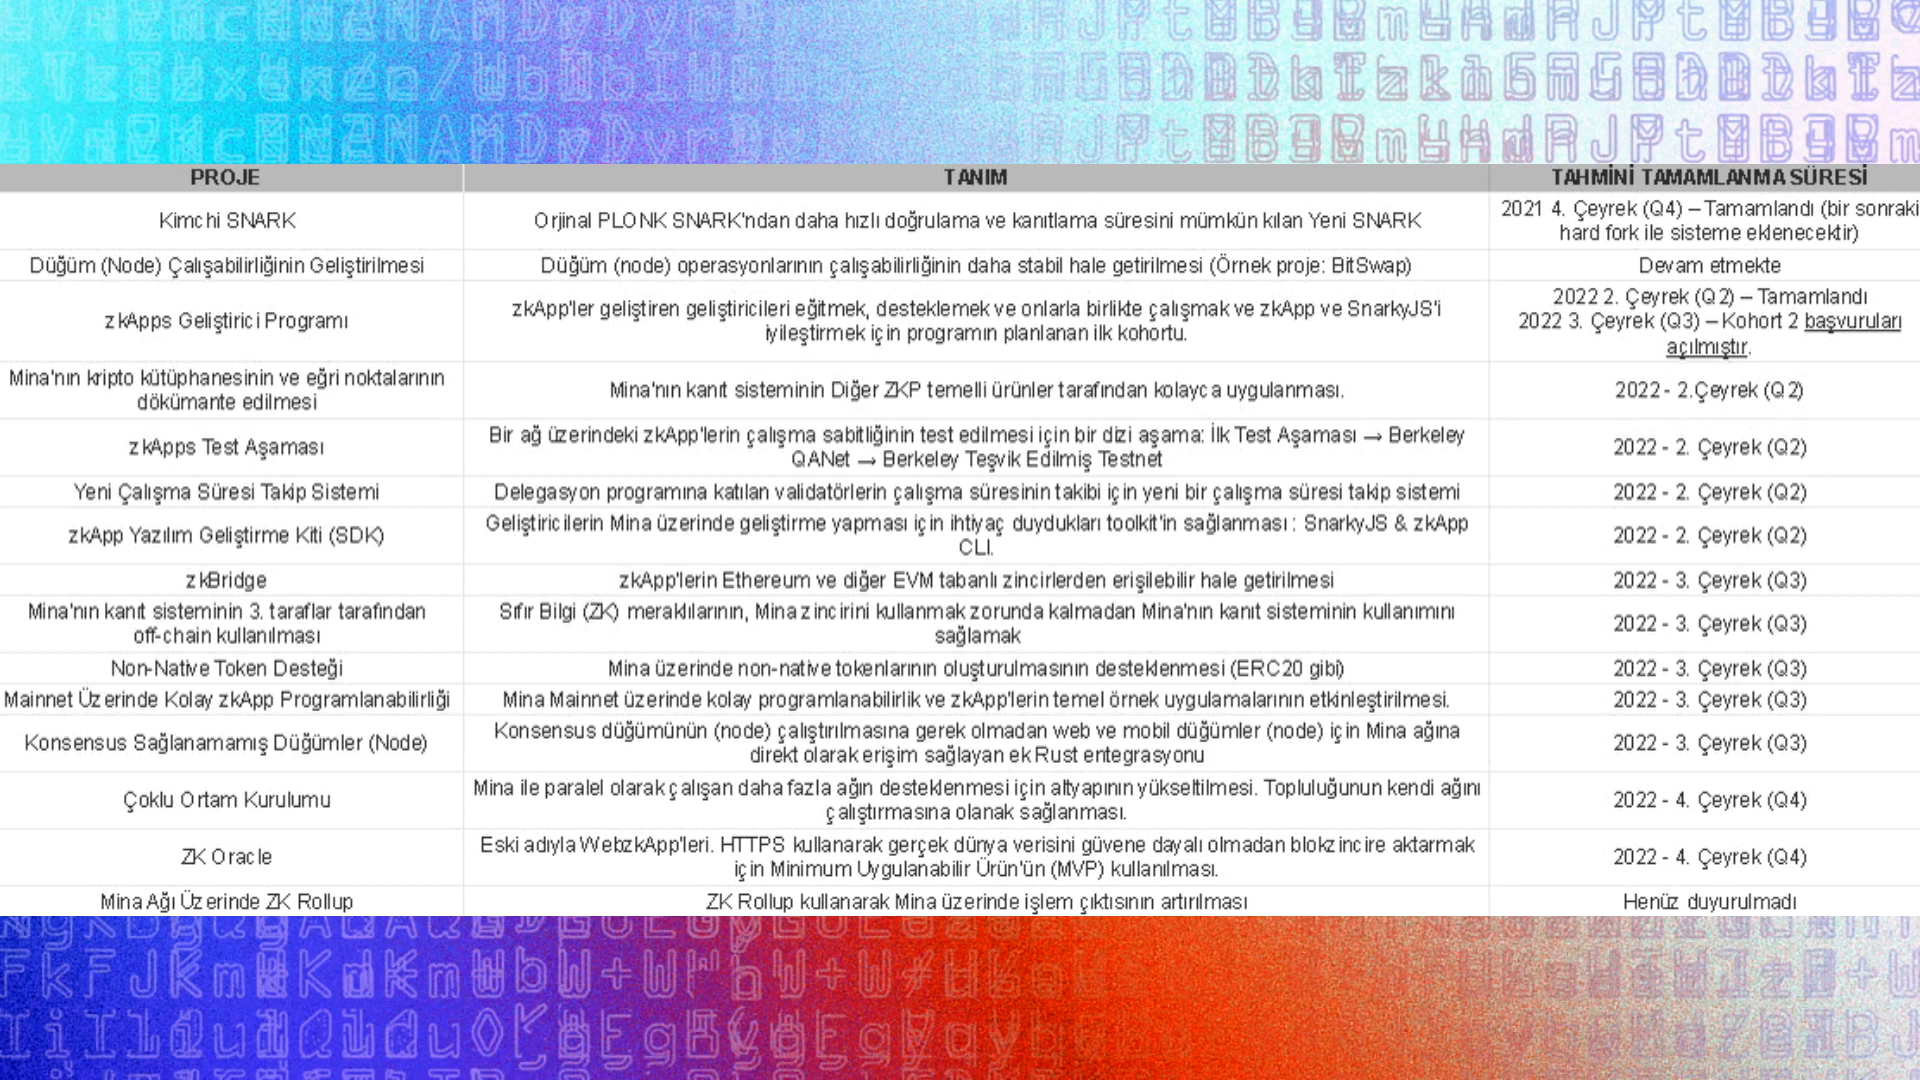 PROJE TANIM TAHMİNİ TAMAMLANMA SÜRESİ
Kimchi SNARK
Orjinal PLONK SNARK'ndan daha hızlı doğrulama ve kanıtlama süresini mümkün kılan Yeni SNARK
2021 4. Çeyrek (Q4) – Tamamlandı (bir sonraki
hard fork ile sisteme eklenecektir)
Düğüm (Node) Çalışabilirliğinin Geliştirilmesi
Düğüm (node) operasyonlarının çalışabilirliğinin daha stabil hale getirilmesi (Örnek proje: BitSwap)
Devam etmekte
zkApps Geliştirici Programı
zkApp'ler geliştiren geliştiricileri eğitmek, desteklemek ve onlarla birlikte çalışmak ve zkApp ve SnarkyJS'i
iyileştirmek için programın planlanan ilk kohortu.
2022 2. Çeyrek (Q2) – Tamamlandı
2022 3. Çeyrek (Q3) – Kohort 2 başvuruları
açılmıştır.
Mina'nın kripto kütüphanesinin ve eğri noktalarının
dökümante edilmesi
Mina'nın kanıt sisteminin Diğer ZKP temelli ürünler tarafından kolayca uygulanması.
2022 - 2.Çeyrek (Q2)
zkApps Test Aşaması
Bir ağ üzerindeki zkApp'lerin çalışma sabitliğinin test edilmesi için bir dizi aşama: İlk Test Aşaması → Berkeley
QANet → Berkeley Teşvik Edilmiş Testnet
2022 - 2. Çeyrek (Q2)
Yeni Çalışma Süresi Takip Sistemi
Delegasyon programına katılan validatörlerin çalışma süresinin takibi için yeni bir çalışma süresi takip sistemi
2022 - 2. Çeyrek (Q2)
zkApp Yazılım Geliştirme Kiti (SDK)
Geliştiricilerin Mina üzerinde geliştirme yapması için ihtiyaç duydukları toolkit'in sağlanması : SnarkyJS & zkApp
CLI.
2022 - 2. Çeyrek (Q2)
zkBridge
zkApp'lerin Ethereum ve diğer EVM tabanlı zincirlerden erişilebilir hale getirilmesi
2022 - 3. Çeyrek (Q3)
Mina'nın kanıt sisteminin 3. taraflar tarafından
off-chain kullanılması
Sıfır Bilgi (ZK) meraklılarının, Mina zincirini kullanmak zorunda kalmadan Mina'nın kanıt sisteminin kullanımını
sağlamak
2022 - 3. Çeyrek (Q3)
Non-Native Token Desteği
Mina üzerinde non-native tokenlarının oluşturulmasının desteklenmesi (ERC20 gibi)
2022 - 3. Çeyrek (Q3)
Mainnet Üzerinde Kolay zkApp Programlanabilirliği
Mina Mainnet üzerinde kolay programlanabilirlik ve zkApp'lerin temel örnek uygulamalarının etkinleştirilmesi.
2022 - 3. Çeyrek (Q3)
Konsensus Sağlanamamış Düğümler (Node)
Konsensus düğümünün (node) çalıştırılmasına gerek olmadan web ve mobil düğümler (node) için Mina ağına
direkt olarak erişim sağlayan ek Rust entegrasyonu
2022 - 3. Çeyrek (Q3)
Çoklu Ortam Kurulumu
Mina ile paralel olarak çalışan daha fazla ağın desteklenmesi için altyapının yükseltilmesi. Topluluğunun kendi ağını
çalıştırmasına olanak sağlanması.
2022 - 4. Çeyrek (Q4)
ZK Oracle
Eski adıyla WebzkApp'leri. HTTPS kullanarak gerçek dünya verisini güvene dayalı olmadan blokzincire aktarmak
için Minimum Uygulanabilir Ürün'ün (MVP) kullanılması.
2022 - 4. Çeyrek (Q4)
Mina Ağı Üzerinde ZK Rollup
ZK Rollup kullanarak Mina üzerinde işlem çıktısının artırılması
Henüz duyurulmadı